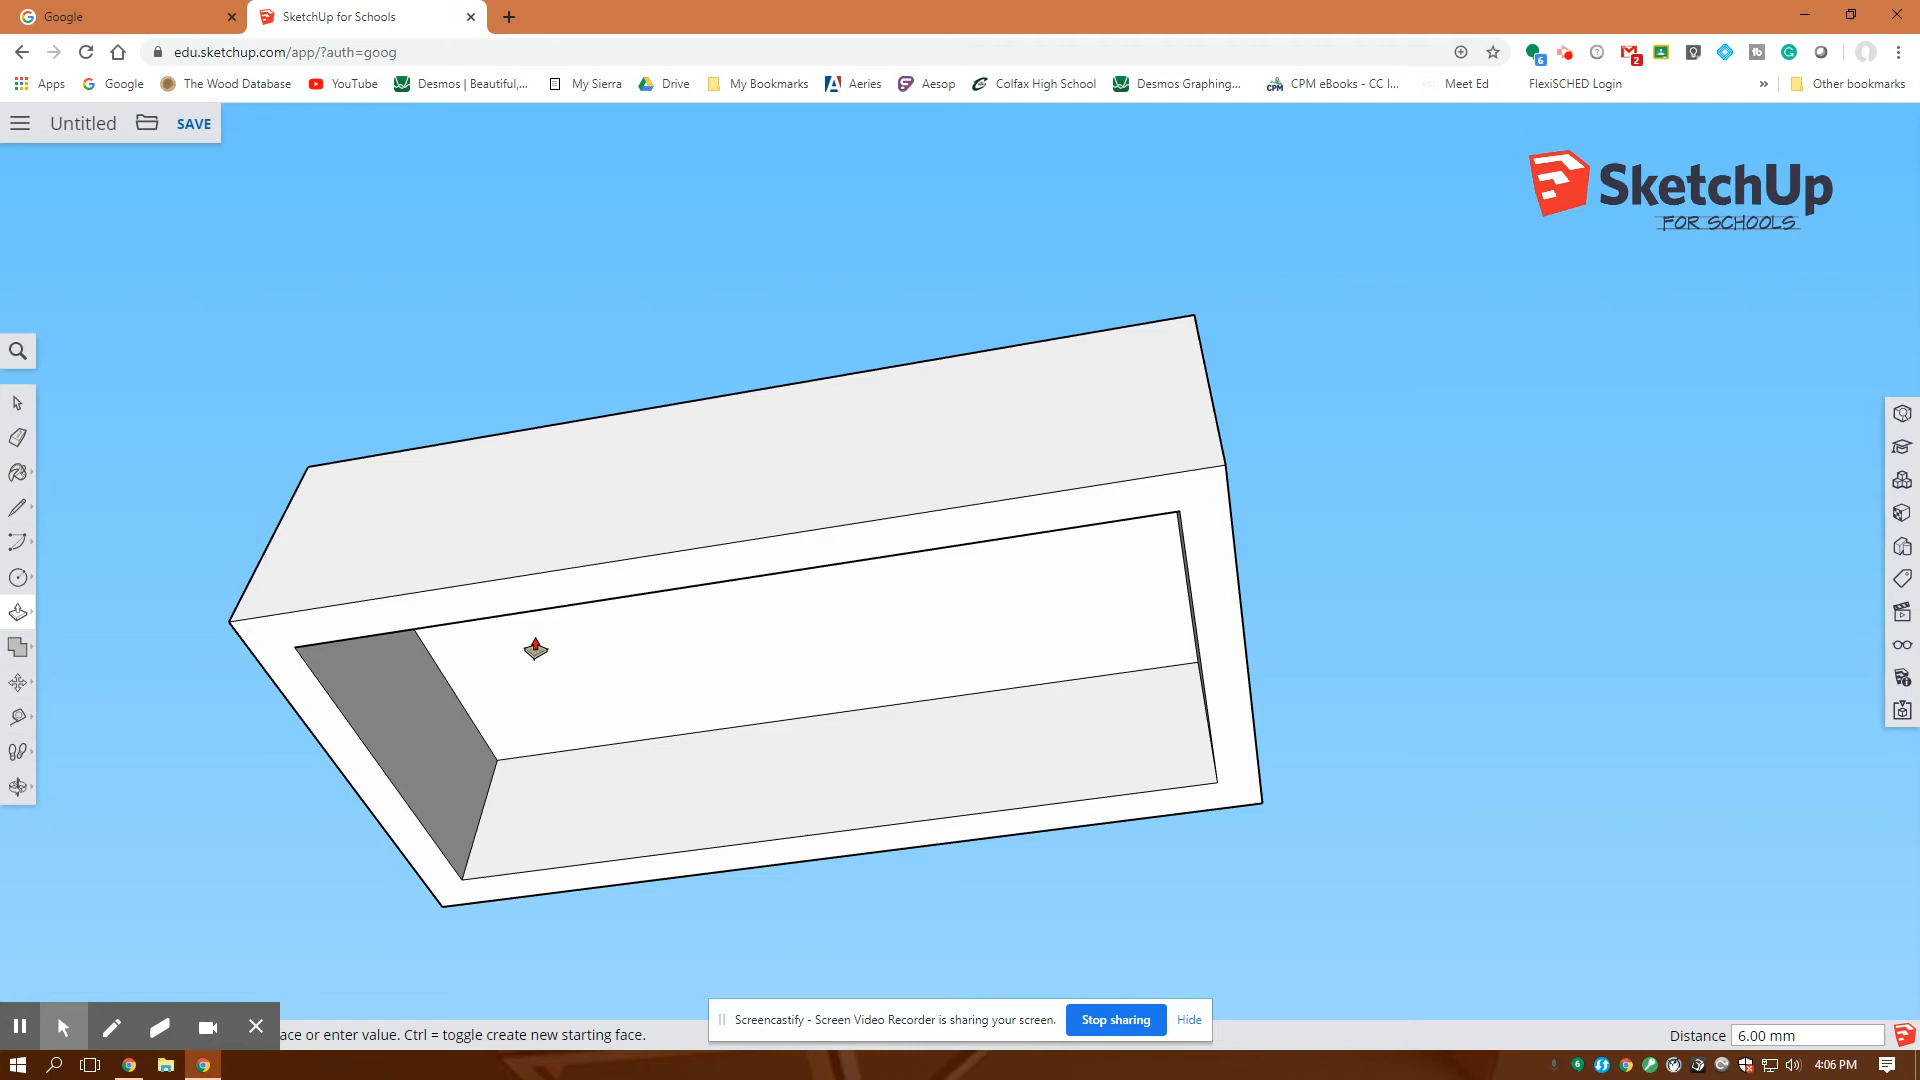 Google
SketchUp for Schools
edu.sketchup.com/app/?auth=goog
6
2
Apps
Google
The Wood Database
YouTube
Desmos | Beautiful,...
My Sierra
Drive
My Bookmarks
Aeries
Aesop
Colfax High School
Desmos Graphing...
CPM eBooks - CC I...
Meet Ed
FlexiSCHED Login
»
Other bookmarks
Untitled
SAVE
SketchUp
FOR SCHOOLS
ace or enter value. Ctrl = toggle create new starting face.
Screencastify - Screen Video Recorder is sharing your screen.
Stop sharing
Hide
Distance
6.00 mm
4:06 PM